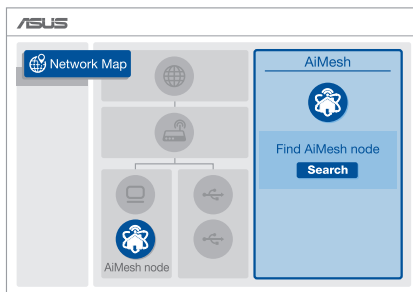 ASUS
Network Map
AiMesh
Find AiMesh node
Search
AiMesh node